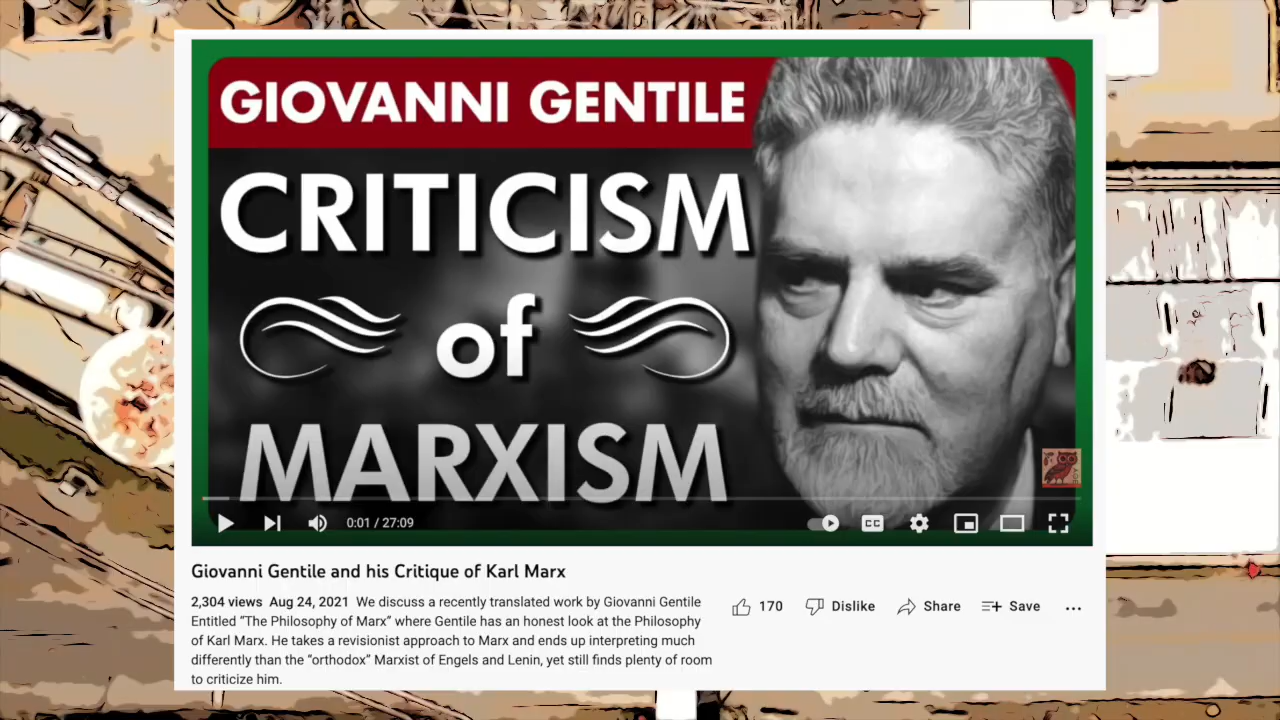 GIOVANNI GENTILE
CRITICISM
of
MARXISM
0:01 / 27:09
CC
Giovanni Gentile and his Critique of Karl Marx
2,304 views Aug 24, 2021 We discuss a recently translated work by Giovanni Gentile
Entitled “The Philosophy of Marx” where Gentile has an honest look at the Philosophy
of Karl Marx. He takes a revisionist approach to Marx and ends up interpreting much
differently than the “orthodox” Marxist of Engels and Lenin, yet still finds plenty of room
to criticize him.
170 Dislike Share Save